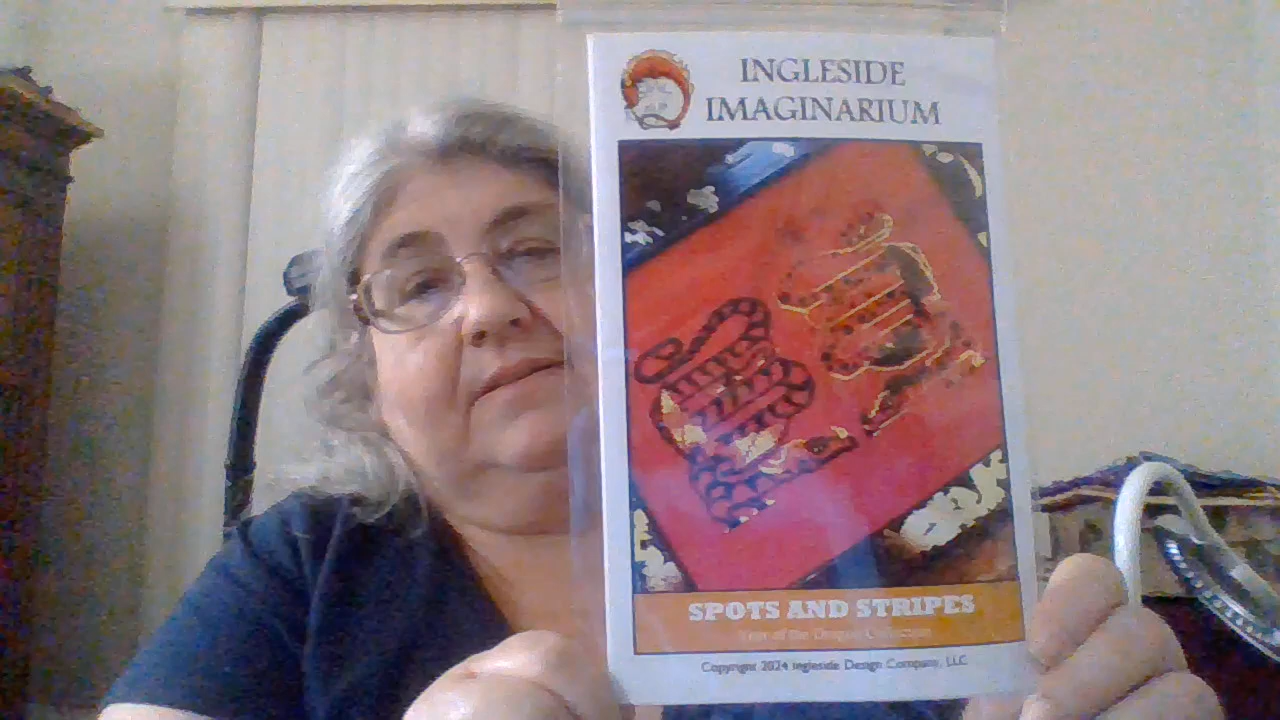 INGLESIDE
IMAGINARIUM
SPOTS AND STRIPES
Year of the Dragon Collection
Copyright 2024 Ingleside Design Company, LLC